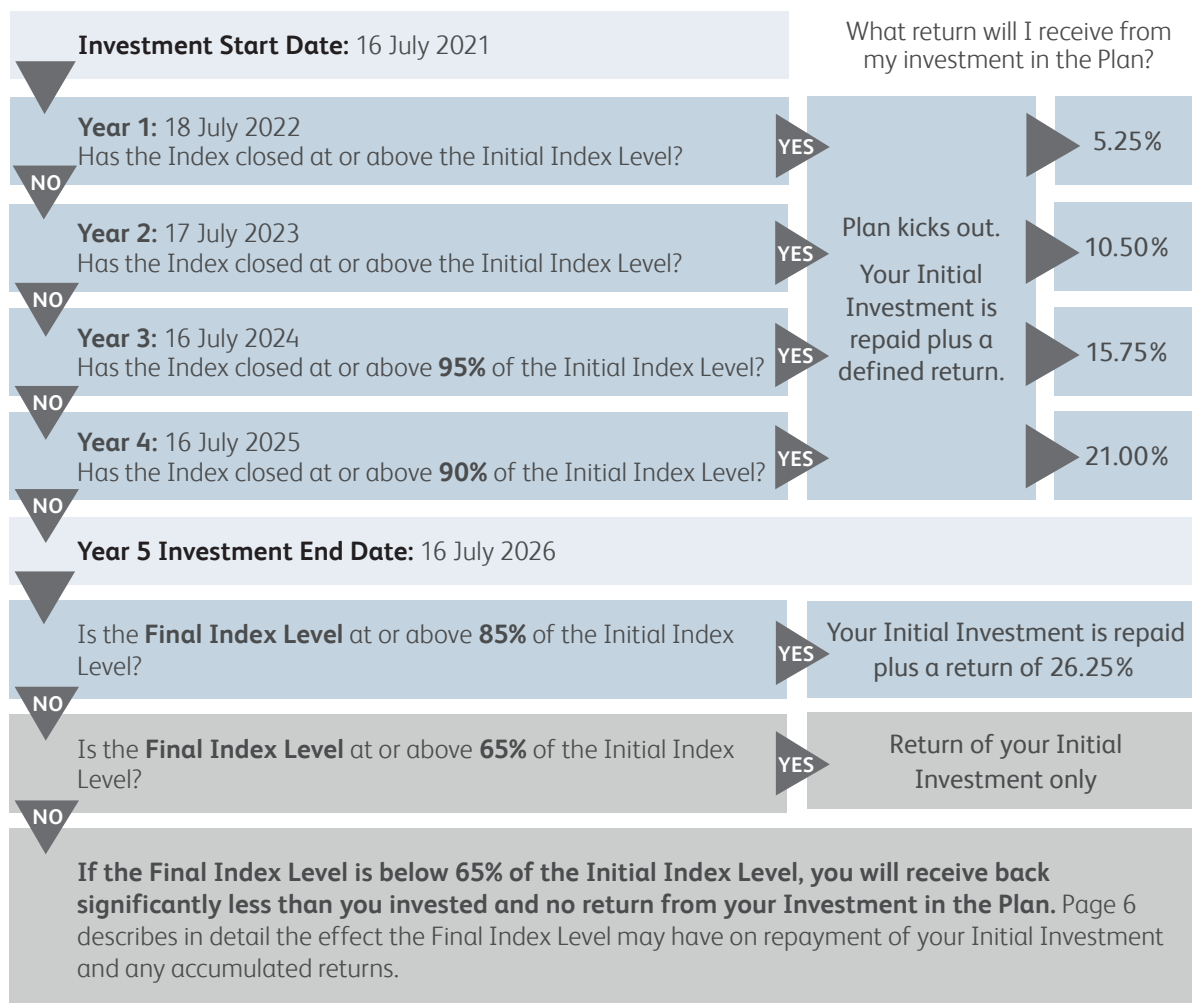 Investment Start Date: 16 July 2021
What return will I receive from
my investment in the Plan?
Year 1: 18 July 2022
Has the Index closed at or above the Initial Index Level?
YES
5.25%
NO
Year 2: 17 July 2023
Has the Index closed at or above the Initial Index Level?
YES
10.50%
NO
Year 3: 16 July 2024
Has the Index closed at or above 95% of the Initial Index Level?
YES
15.75%
NO
Year 4: 16 July 2025
Has the Index closed at or above 90% of the Initial Index Level?
YES
21.00%
Plan kicks out.
Your Initial
Investment is
repaid plus a
defined return.
NO
Year 5 Investment End Date: 16 July 2026
Is the Final Index Level at or above 85% of the Initial Index
Level?
YES
Your Initial Investment is repaid
plus a return of 26.25%
NO
Is the Final Index Level at or above 65% of the Initial Index
Level?
YES
Return of your Initial
Investment only
NO
If the Final Index Level is below 65% of the Initial Index Level, you will receive back
significantly less than you invested and no return from your Investment in the Plan. Page 6
describes in detail the effect the Final Index Level may have on repayment of your Initial Investment
and any accumulated returns.